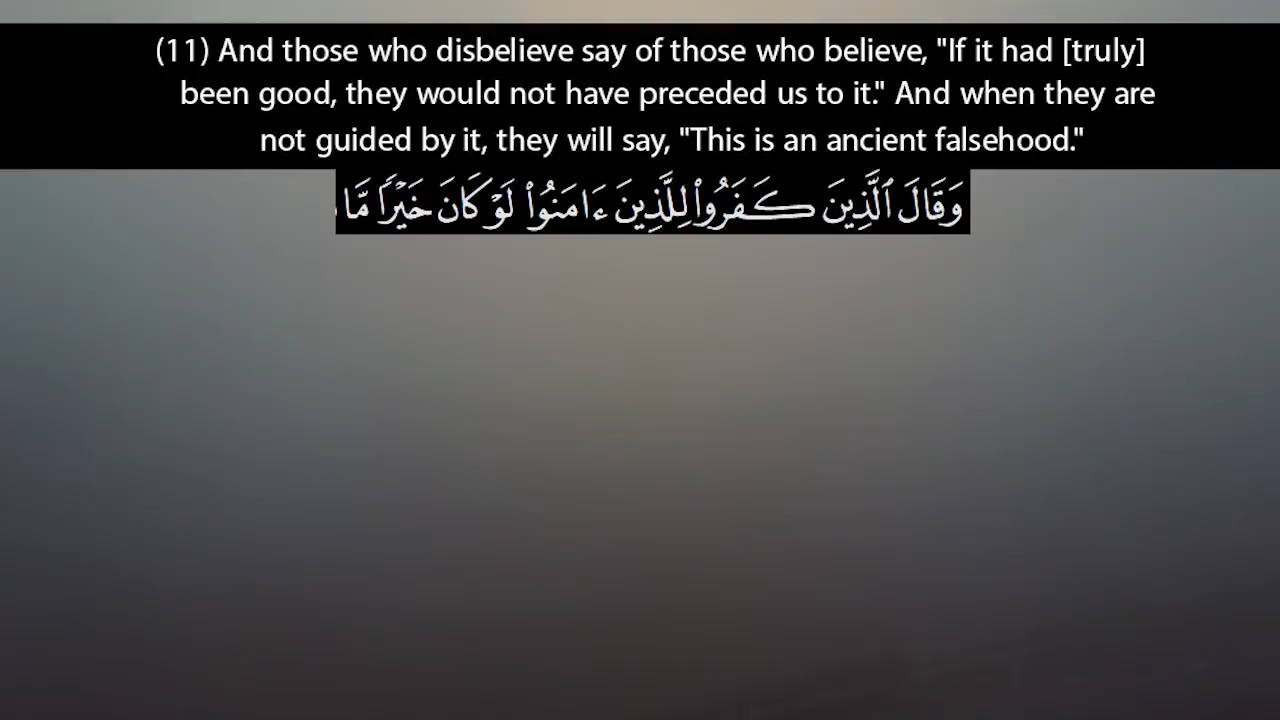 (11) And those who disbelieve say of those who believe, "If it had [truly]
been good, they would not have preceded us to it." And when they are
not guided by it, they will say, "This is an ancient falsehood."
وَقَالَ ٱلَّذِينَ كَفَرُوا۟ لِلَّذِينَ ءَامَنُوا۟ لَوْ كَانَ خَيْرًا مَّا